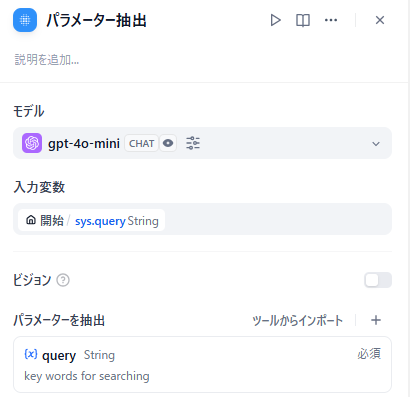 パラメーター抽出
説明を追加...
モデル
gpt-4o-mini CHAT
入力変数
開始 / sys.query String
ビジョン ?
パラメーターを抽出 ツールからインポート +
{x} query String 必須
key words for searching